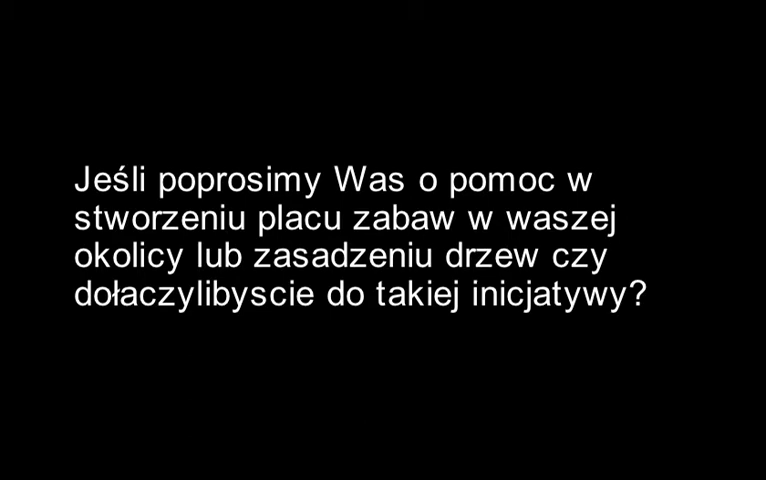 Jeśli poprosimy Was o pomoc w
stworzeniu placu zabaw w waszej
okolicy lub zasadzeniu drzew czy
dołaczylibyscie do takiej inicjatywy?